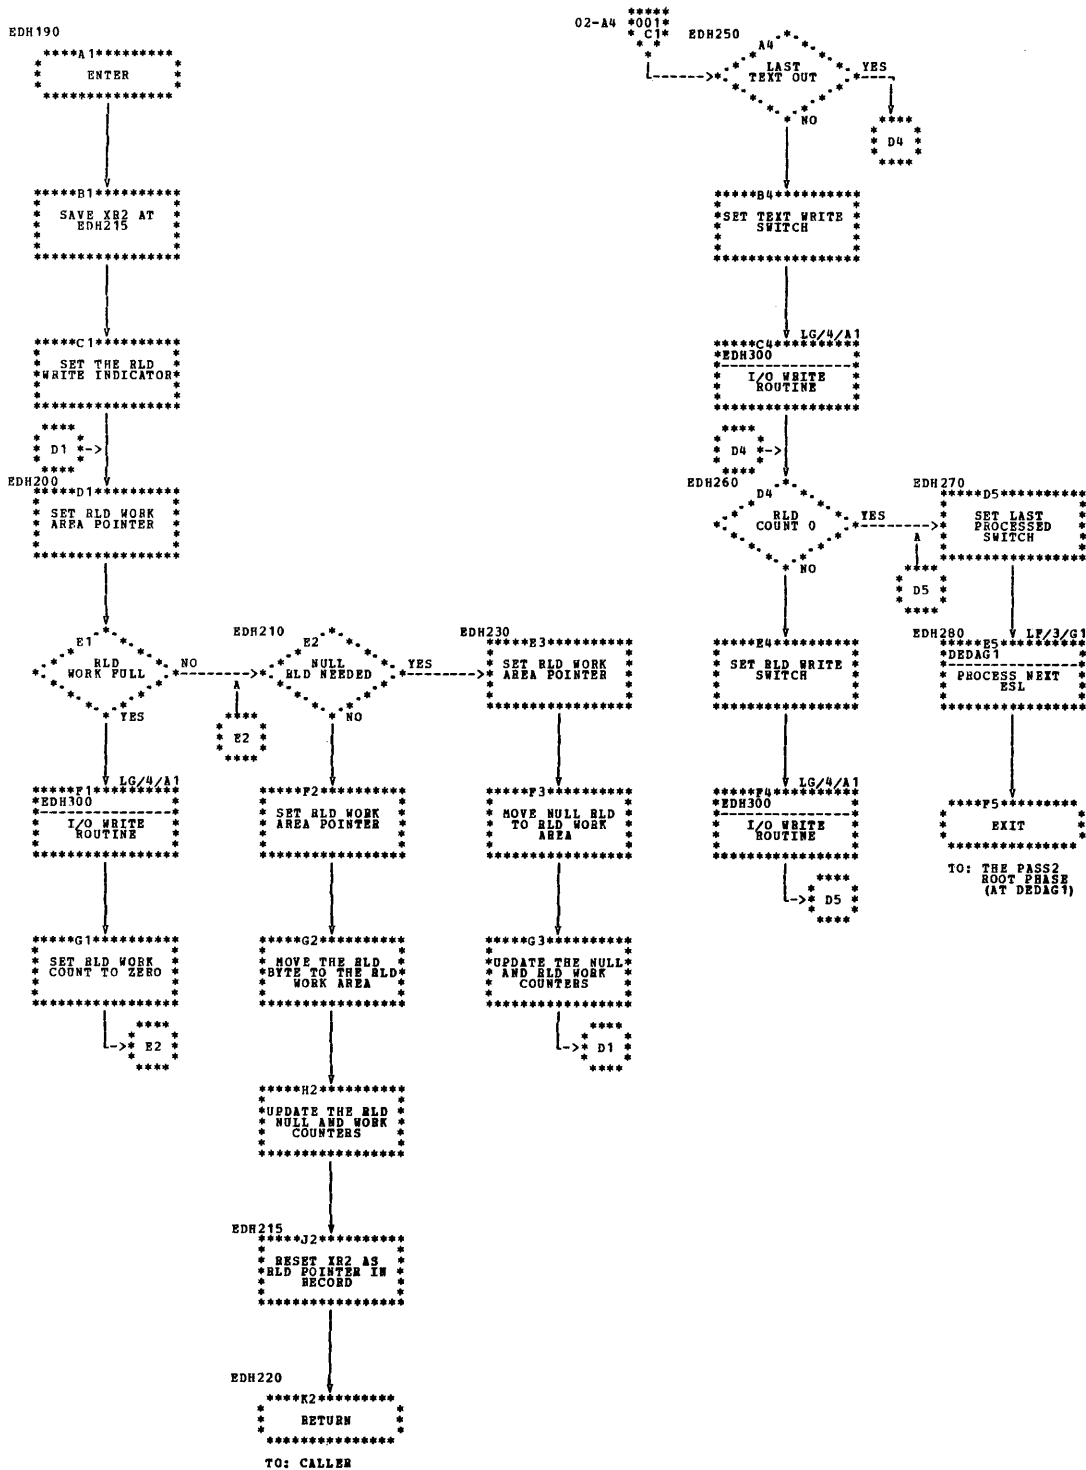 EDH190
A1
ENTER
B1
SAVE XR2 AT
EDH215
C1
SET THE RLD
WRITE INDICATOR
D1 ->
EDH200
D1
SET RLD WORK
AREA POINTER
E1
RLD
WORK FULL
NO
YES
LG/4/A1
F1
EDH300
I/O WRITE
ROUTINE
G1
SET RLD WORK
COUNT TO ZERO
E2
EDH210
E2
NULL
RLD NEEDED
YES
NO
A
E2
F2
SET RLD WORK
AREA POINTER
G2
MOVE THE RLD
BYTE TO THE RLD
WORK AREA
H2
UPDATE THE RLD
NULL AND WORK
COUNTERS
EDH215
J2
RESET XR2 AS
RLD POINTER IN
RECORD
EDH220
K2
RETURN
TO: CALLER
EDH230
E3
SET RLD WORK
AREA POINTER
F3
MOVE NULL RLD
TO RLD WORK
AREA
G3
UPDATE THE NULL
AND RLD WORK
COUNTERS
D1
02-A4
001
C1
EDH250
A4
LAST
TEXT OUT
YES
NO
D4
B4
SET TEXT WRITE
SWITCH
LG/4/A1
C4
EDH300
I/O WRITE
ROUTINE
D4 ->
EDH260
D4
RLD
COUNT 0
YES
NO
A
D5
E4
SET RLD WRITE
SWITCH
LG/4/A1
F4
EDH300
I/O WRITE
ROUTINE
D5
EDH270
D5
SET LAST
PROCESSED
SWITCH
LF/3/G1
EDH280
E5
DEDAG1
PROCESS NEXT
ESL
F5
EXIT
TO: THE PASS2
ROOT PHASE
(AT DEDAG1)